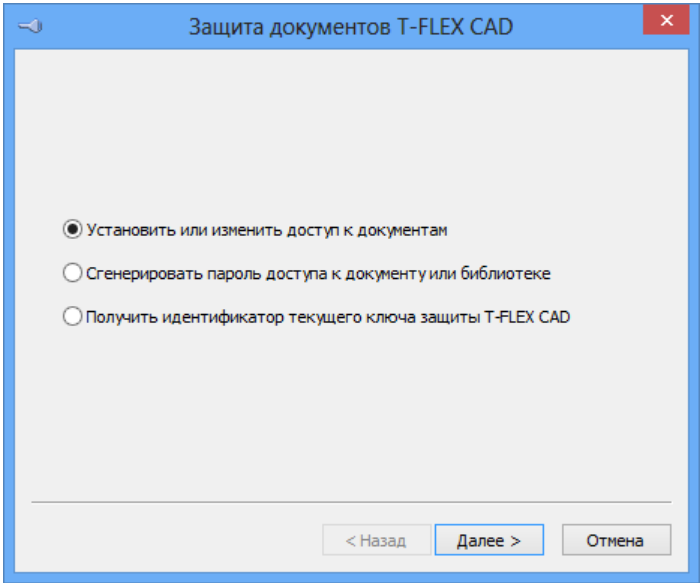 Защита документов T-FLEX CAD
Установить или изменить доступ к документам
Сгенерировать пароль доступа к документу или библиотеке
Получить идентификатор текущего ключа защиты T-FLEX CAD
< Назад
Далее >
Отмена